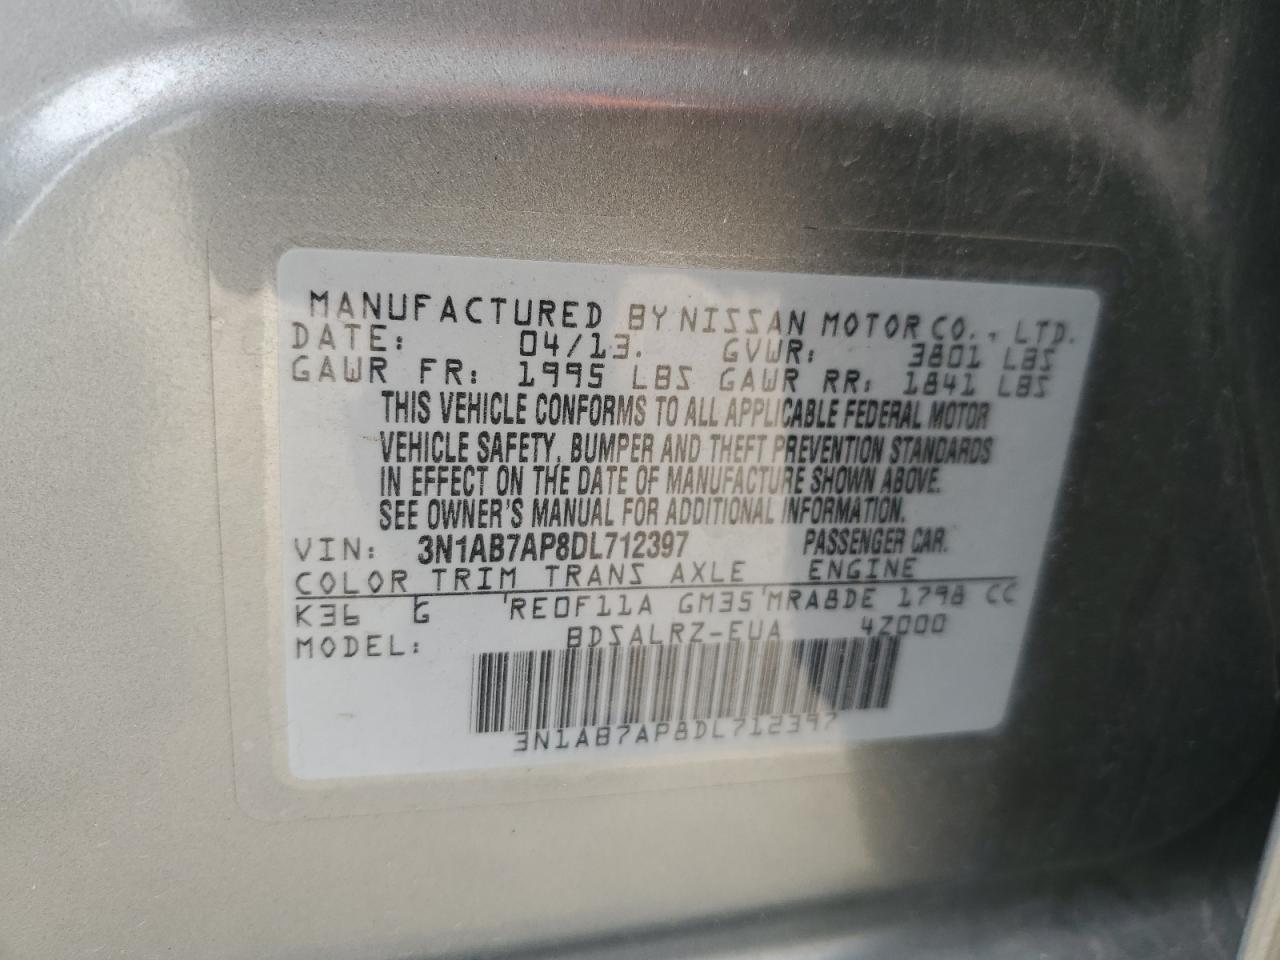 MANUFACTURED BY NISSAN MOTOR CO., LTD.
DATE: 04/13. GVWR: 3801 LBS
GAWR FR: 1995 LBS GAWR RR: 1841 LBS
THIS VEHICLE CONFORMS TO ALL APPLICABLE FEDERAL MOTOR
VEHICLE SAFETY, BUMPER AND THEFT PREVENTION STANDARDS
IN EFFECT ON THE DATE OF MANUFACTURE SHOWN ABOVE.
SEE OWNER'S MANUAL FOR ADDITIONAL INFORMATION.
VIN: 3N1AB7AP8DL712397 PASSENGER CAR.
COLOR TRIM TRANS AXLE ENGINE
K36 G RE0F11A GM35 MRA8DE 1798 CC
MODEL: BDSALRZ-EUA 4Z000
3N1AB7AP8DL712397